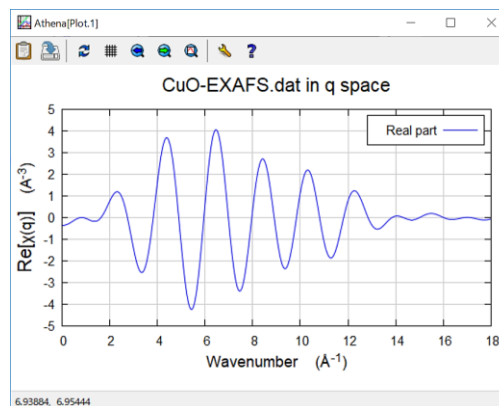 Athena[Plot.1]
?
CuO-EXAFS.dat in q space
Real part
Re[χ(q)] (A⁻³)
5
4
3
2
1
0
-1
-2
-3
-4
-5
0 2 4 6 8 10 12 14 16 18
Wavenumber (Å⁻¹)
6.93884, 6.95444